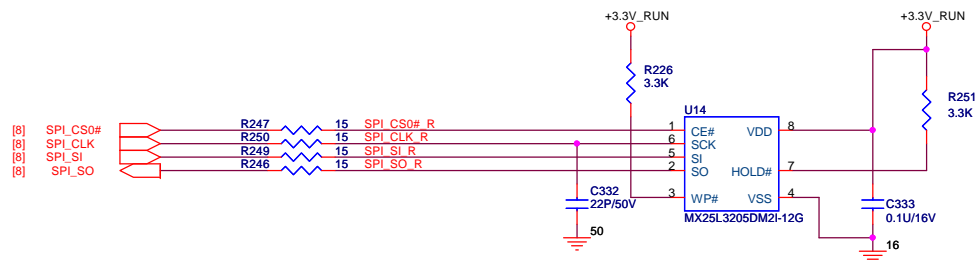 +3.3V_RUN
+3.3V_RUN
R226
3.3K
R251
3.3K
U14
[8] SPI_CS0# R247 15 SPI_CS0#_R 1 CE# VDD 8
[8] SPI_CLK R250 15 SPI_CLK_R 6 SCK
[8] SPI_SI R249 15 SPI_SI_R 5 SI
[8] SPI_SO R246 15 SPI_SO_R 2 SO HOLD# 7
C332
22P/50V
50
3 WP# VSS 4
MX25L3205DM2I-12G
C333
0.1U/16V
16